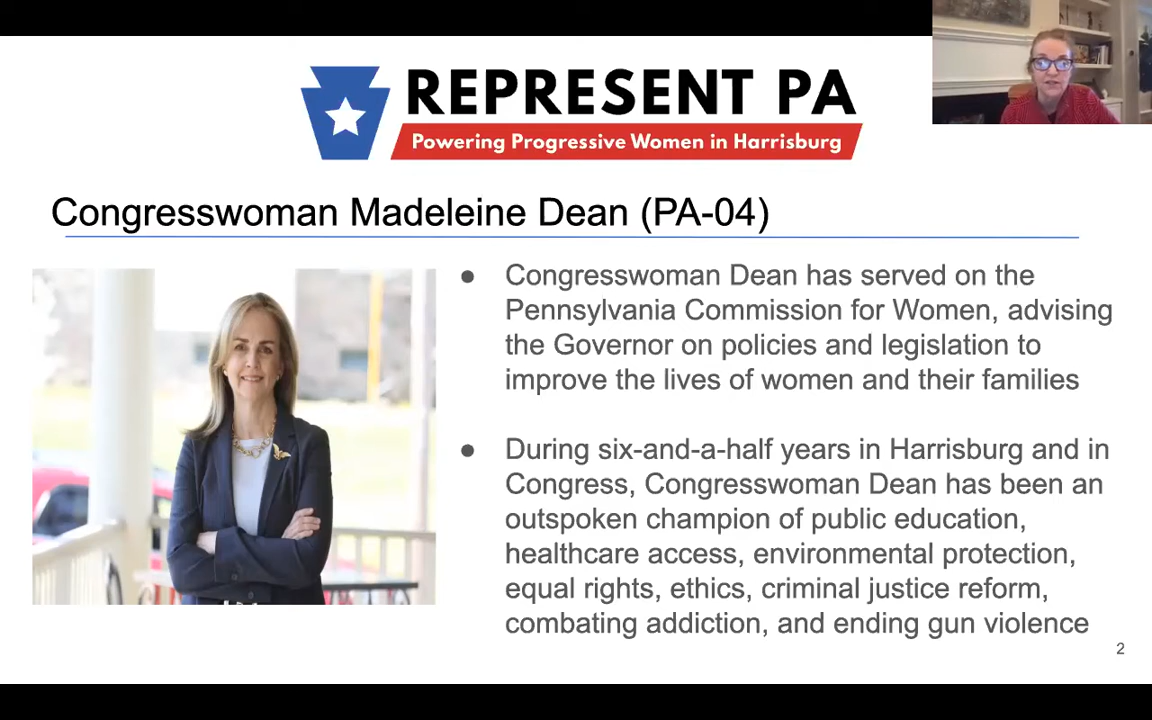 REPRESENT PA
Powering Progressive Women in Harrisburg
Congresswoman Madeleine Dean (PA-04)
● Congresswoman Dean has served on the
Pennsylvania Commission for Women, advising
the Governor on policies and legislation to
improve the lives of women and their families
● During six-and-a-half years in Harrisburg and in
Congress, Congresswoman Dean has been an
outspoken champion of public education,
healthcare access, environmental protection,
equal rights, ethics, criminal justice reform,
combating addiction, and ending gun violence
2